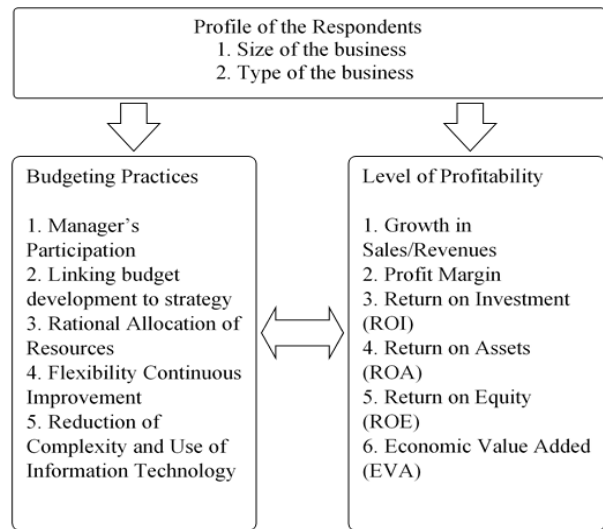 Profile of the Respondents
1. Size of the business
2. Type of the business
Budgeting Practices
1. Manager's
Participation
2. Linking budget
development to strategy
3. Rational Allocation of
Resources
4. Flexibility Continuous
Improvement
5. Reduction of
Complexity and Use of
Information Technology
Level of Profitability
1. Growth in
Sales/Revenues
2. Profit Margin
3. Return on Investment
(ROI)
4. Return on Assets
(ROA)
5. Return on Equity
(ROE)
6. Economic Value Added
(EVA)